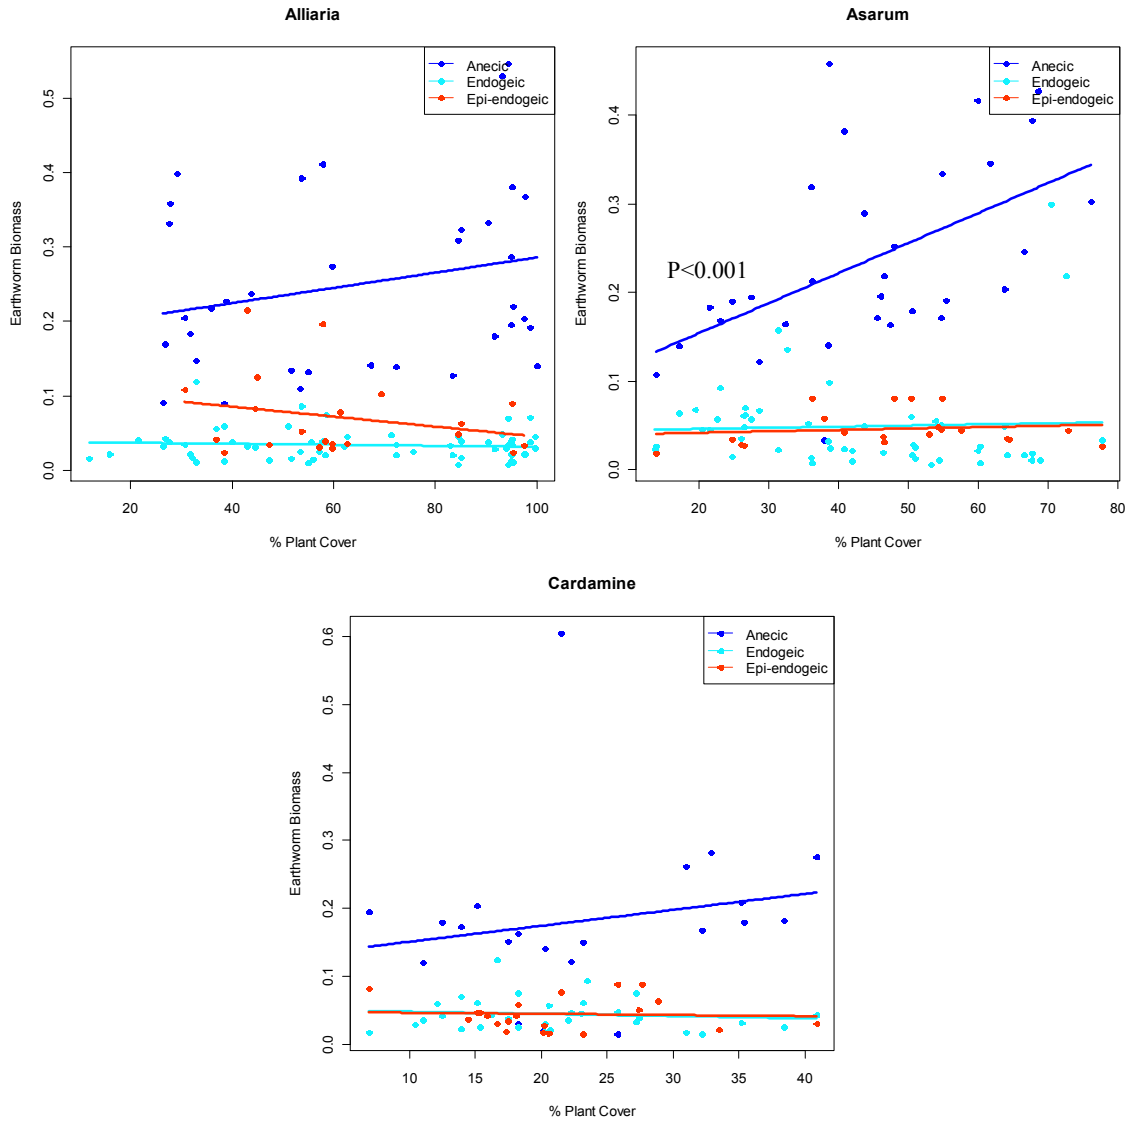 Alliaria
Earthworm Biomass
0.0 0.1 0.2 0.3 0.4 0.5
20 40 60 80 100
% Plant Cover
Anecic
Endogeic
Epi-endogeic
Asarum
Earthworm Biomass
0.0 0.1 0.2 0.3 0.4
20 30 40 50 60 70 80
% Plant Cover
Anecic
Endogeic
Epi-endogeic
P<0.001
Cardamine
Earthworm Biomass
0.0 0.1 0.2 0.3 0.4 0.5 0.6
10 15 20 25 30 35 40
% Plant Cover
Anecic
Endogeic
Epi-endogeic